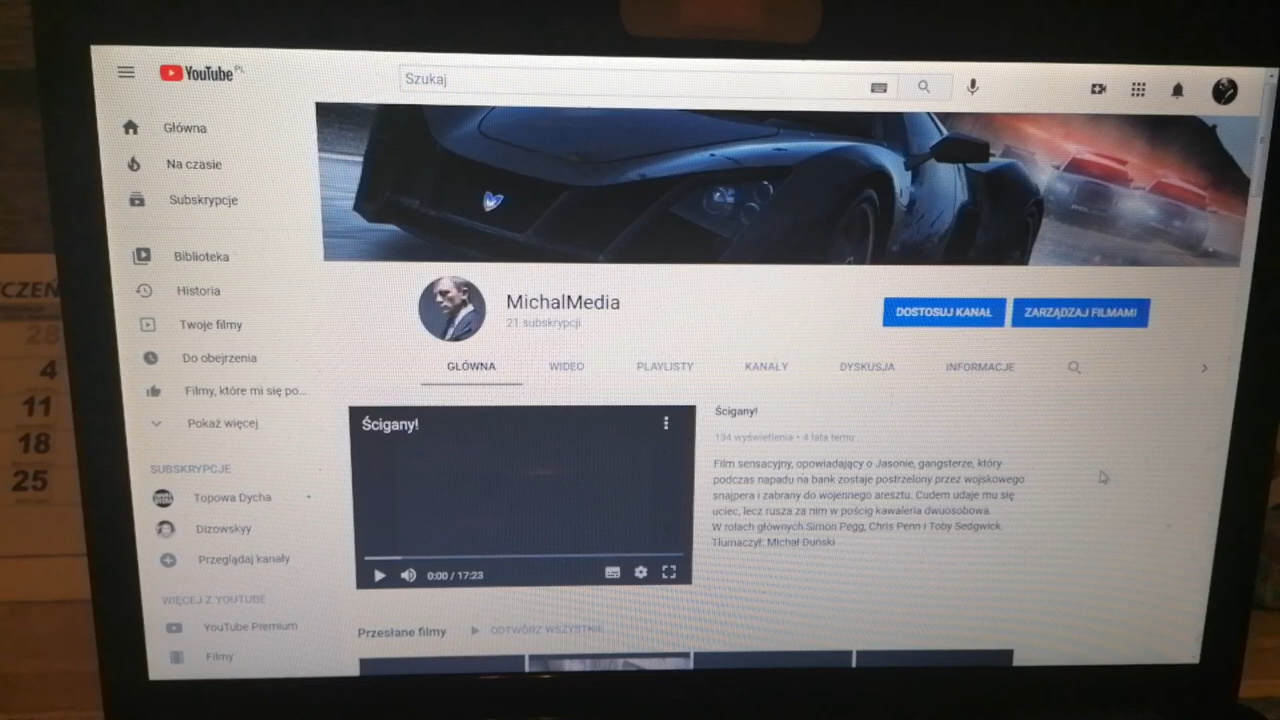 YouTube PL
Szukaj
Główna
Na czasie
Subskrypcje
Biblioteka
Historia
Twoje filmy
Do obejrzenia
Filmy, które mi się po...
Pokaż więcej
SUBSKRYPCJE
Topowa Dycha
Dizowskyy
Przeglądaj kanały
WIĘCEJ Z YOUTUBE
YouTube Premium
Filmy
MichalMedia
21 subskrypcji
DOSTOSUJ KANAŁ
ZARZĄDZAJ FILMAMI
GŁÓWNA WIDEO PLAYLISTY KANAŁY DYSKUSJA INFORMACJE
Ścigany!
0:00 / 17:23
Ścigany!
134 wyświetlenia • 4 lata temu
Film sensacyjny, opowiadający o Jasonie, gangsterze, który
podczas napadu na bank zostaje postrzelony przez wojskowego
snajpera i zabrany do wojennego aresztu. Cudem udaje mu się
uciec, lecz rusza za nim w pościg kawaleria dwuosobowa.
W rolach głównych Simon Pegg, Chris Penn i Toby Sedgwick.
Tłumaczył: Michał Duński
Przesłane filmy
ODTWÓRZ WSZYSTKIE
CZEŃ
28
4
11
18
25